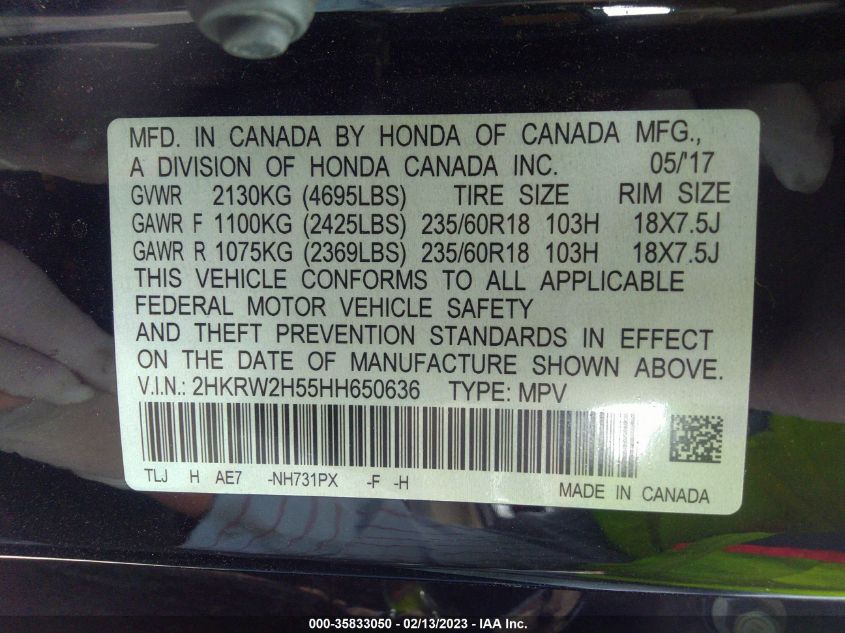 MFD. IN CANADA BY HONDA OF CANADA MFG.,
A DIVISION OF HONDA CANADA INC. 05/'17
GVWR 2130KG (4695LBS) TIRE SIZE RIM SIZE
GAWR F 1100KG (2425LBS) 235/60R18 103H 18X7.5J
GAWR R 1075KG (2369LBS) 235/60R18 103H 18X7.5J
THIS VEHICLE CONFORMS TO ALL APPLICABLE
FEDERAL MOTOR VEHICLE SAFETY
AND THEFT PREVENTION STANDARDS IN EFFECT
ON THE DATE OF MANUFACTURE SHOWN ABOVE.
V.I.N.: 2HKRW2H55HH650636 TYPE: MPV
TLJ H AE7 -NH731PX -F -H
MADE IN CANADA
000-35833050 - 02/13/2023 - IAA Inc.